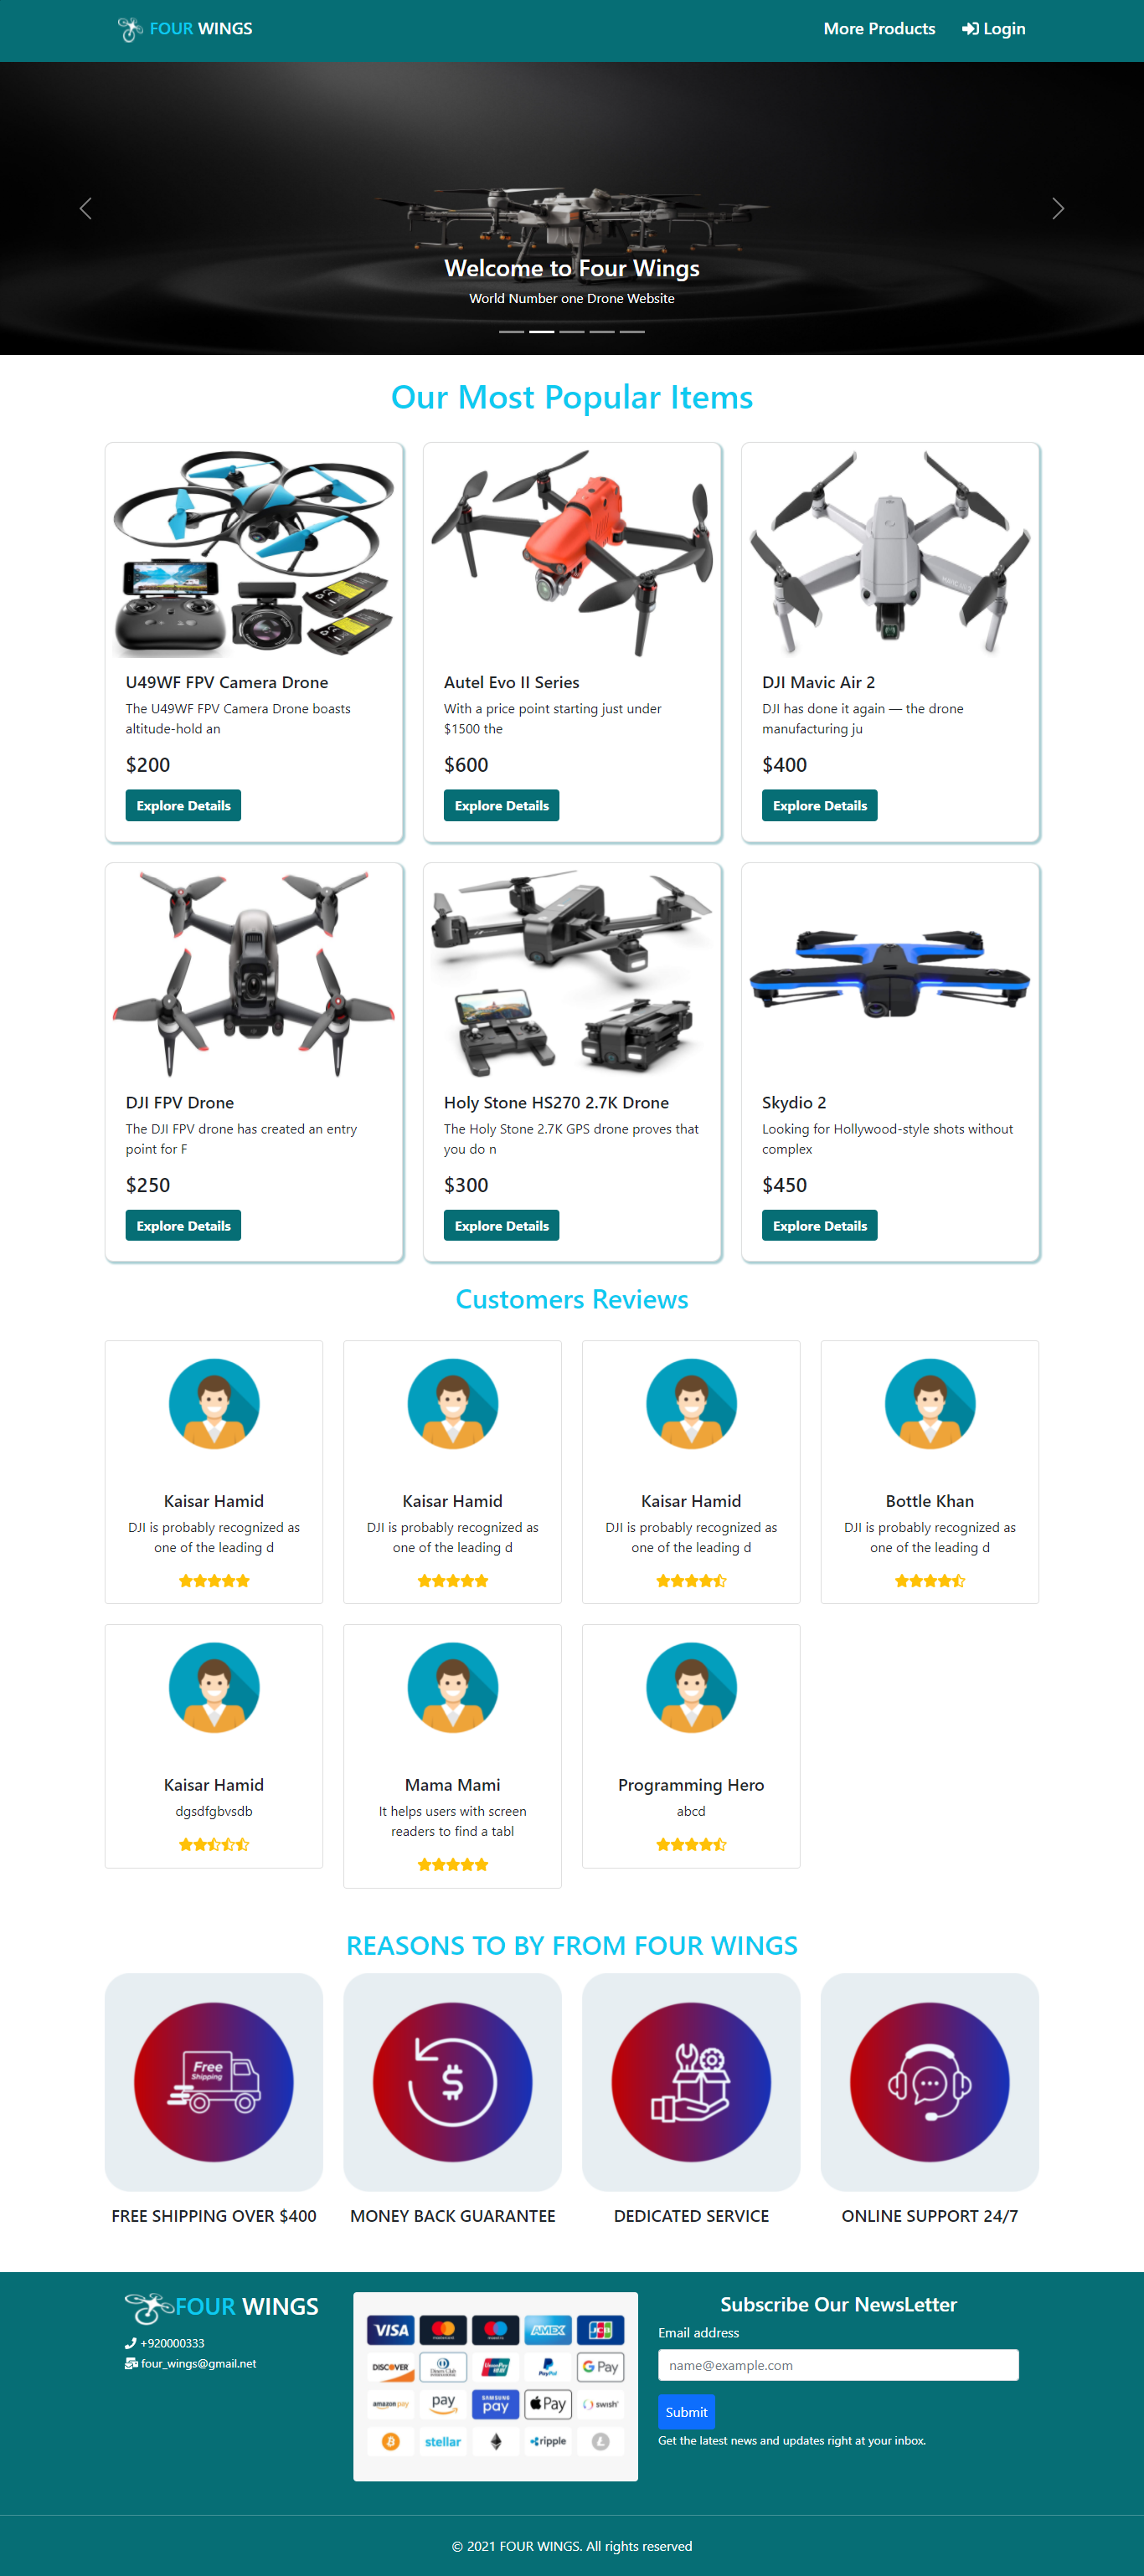 FOUR WINGS
More Products
Login
Welcome to Four Wings
World Number one Drone Website
Our Most Popular Items
U49WF FPV Camera Drone
The U49WF FPV Camera Drone boasts
altitude-hold an
$200
Explore Details
Autel Evo II Series
With a price point starting just under
$1500 the
$600
Explore Details
DJI Mavic Air 2
DJI has done it again — the drone
manufacturing ju
$400
Explore Details
DJI FPV Drone
The DJI FPV drone has created an entry
point for F
$250
Explore Details
Holy Stone HS270 2.7K Drone
The Holy Stone 2.7K GPS drone proves that
you do n
$300
Explore Details
Skydio 2
Looking for Hollywood-style shots without
complex
$450
Explore Details
Customers Reviews
Kaisar Hamid
DJI is probably recognized as
one of the leading d
Kaisar Hamid
DJI is probably recognized as
one of the leading d
Kaisar Hamid
DJI is probably recognized as
one of the leading d
Bottle Khan
DJI is probably recognized as
one of the leading d
Kaisar Hamid
dgsdfgbvsdb
Mama Mami
It helps users with screen
readers to find a tabl
Programming Hero
abcd
REASONS TO BY FROM FOUR WINGS
Free
Shipping
FREE SHIPPING OVER $400
MONEY BACK GUARANTEE
DEDICATED SERVICE
ONLINE SUPPORT 24/7
FOUR WINGS
+920000333
four_wings@gmail.net
VISA
AMEX
JCB
DISCOVER
PayPal
G Pay
amazon pay
pay
SAMSUNG
pay
Pay
swish
stellar
ripple
Subscribe Our NewsLetter
Email address
name@example.com
Submit
Get the latest news and updates right at your inbox.
© 2021 FOUR WINGS. All rights reserved